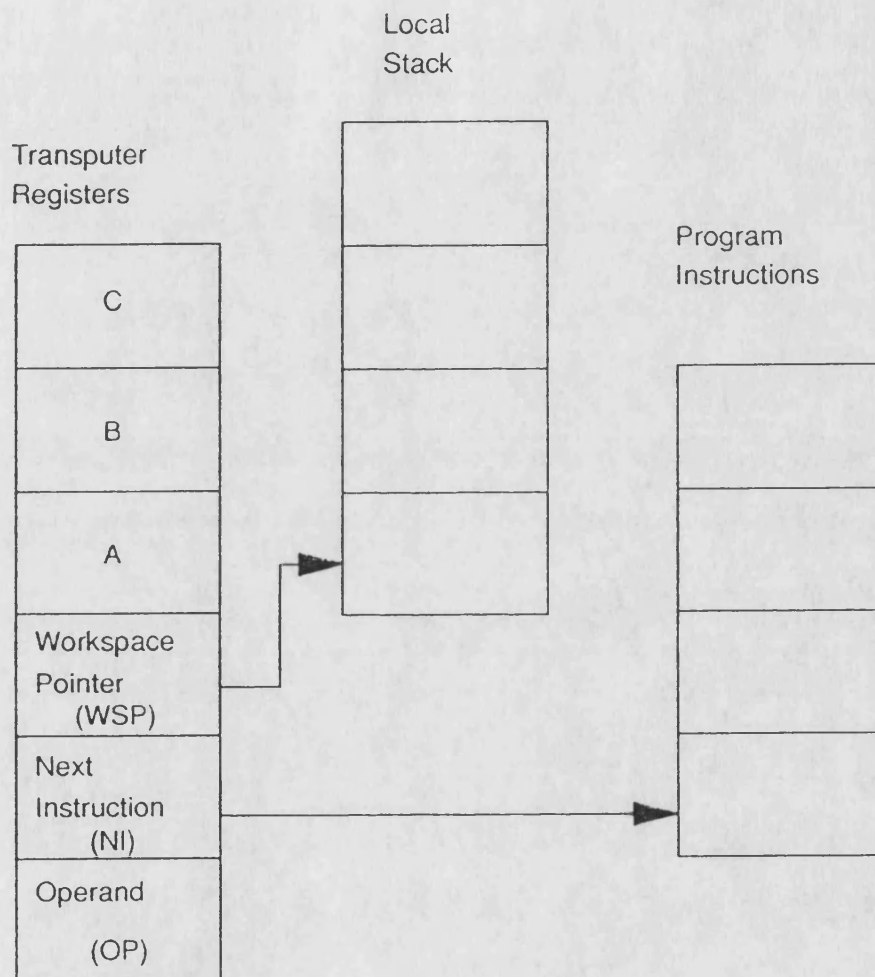 Local
Stack
Transputer
Registers
Program
Instructions
C
B
A
Workspace
Pointer
(WSP)
Next
Instruction
(NI)
Operand
(OP)